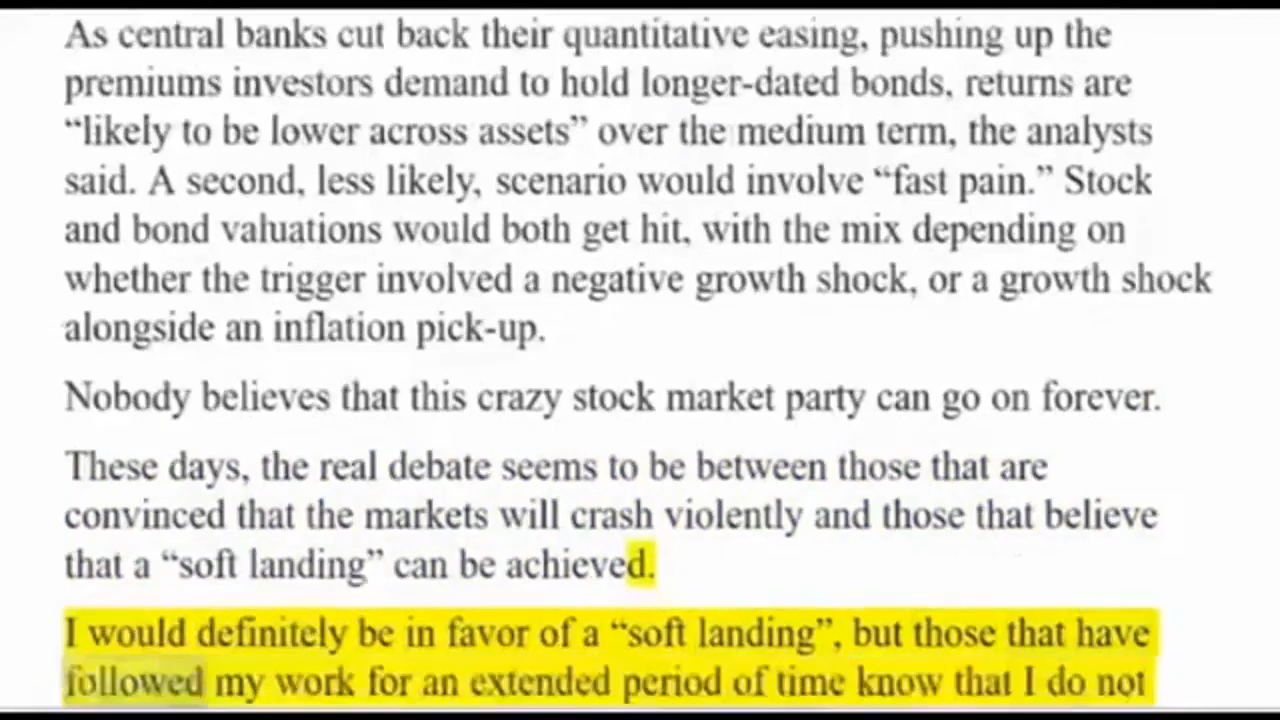 As central banks cut back their quantitative easing, pushing up the
premiums investors demand to hold longer-dated bonds, returns are
“likely to be lower across assets” over the medium term, the analysts
said. A second, less likely, scenario would involve “fast pain.” Stock
and bond valuations would both get hit, with the mix depending on
whether the trigger involved a negative growth shock, or a growth shock
alongside an inflation pick-up.
Nobody believes that this crazy stock market party can go on forever.
These days, the real debate seems to be between those that are
convinced that the markets will crash violently and those that believe
that a “soft landing” can be achieved.
I would definitely be in favor of a “soft landing”, but those that have
followed my work for an extended period of time know that I do not